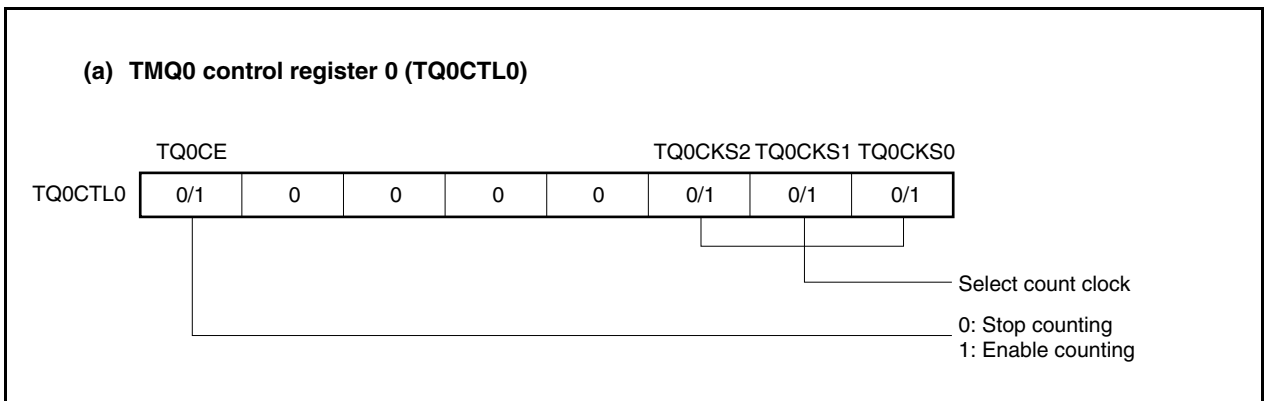 (a) TMQ0 control register 0 (TQ0CTL0)
TQ0CE TQ0CKS2 TQ0CKS1 TQ0CKS0
TQ0CTL0 0/1 0 0 0 0 0/1 0/1 0/1
Select count clock
0: Stop counting
1: Enable counting